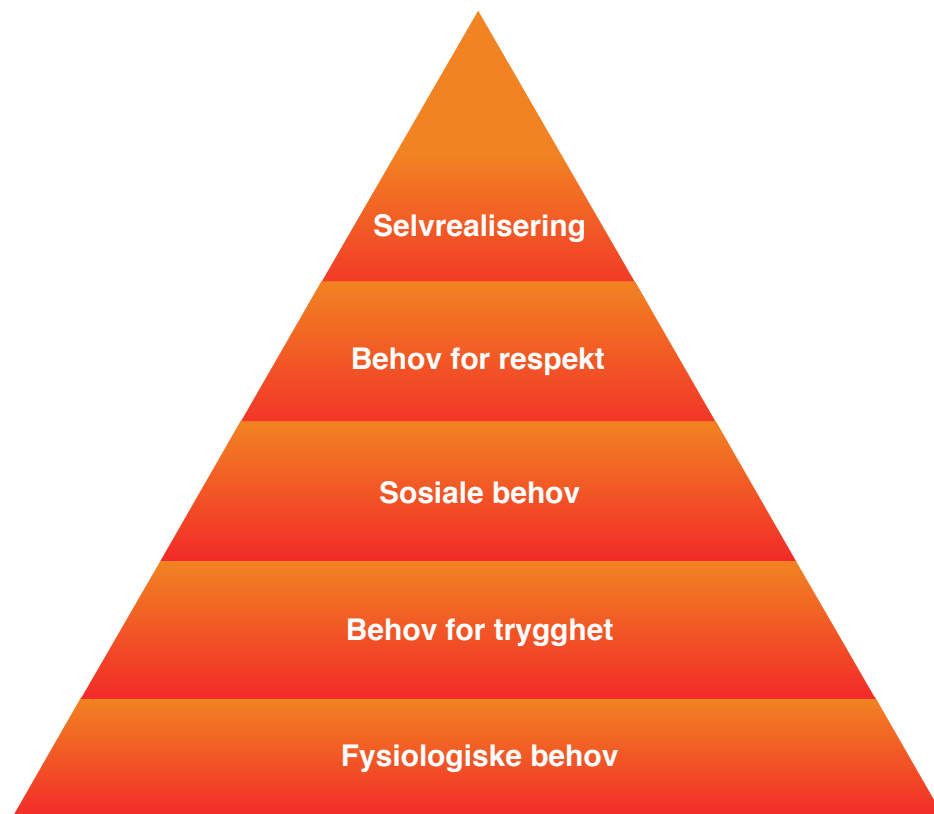 Selvrealisering
Behov for respekt
Sosiale behov
Behov for trygghet
Fysiologiske behov